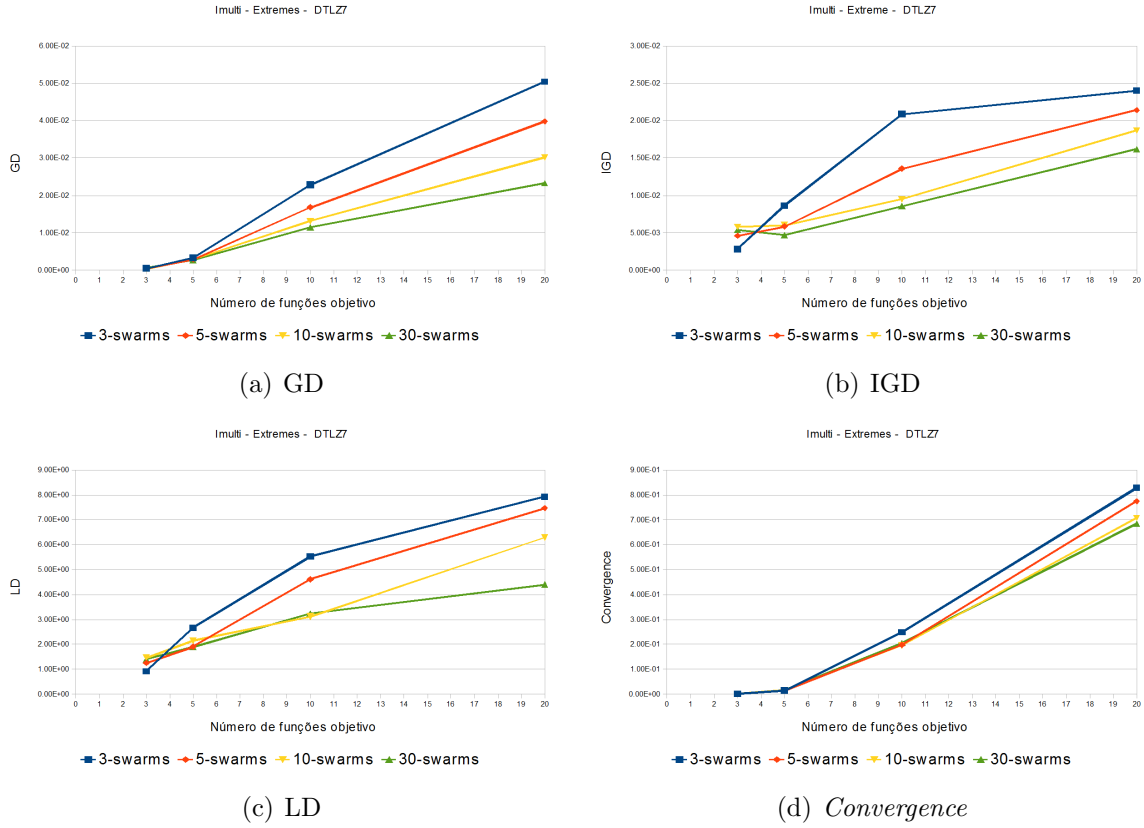 Imulti - Extremes - DTLZ7
6.00E-02
5.00E-02
4.00E-02
3.00E-02
2.00E-02
1.00E-02
0.00E+00
GD
0 1 2 3 4 5 6 7 8 9 10 11 12 13 14 15 16 17 18 19 20
Número de funções objetivo
3-swarms 5-swarms 10-swarms 30-swarms
(a) GD
Imulti - Extreme - DTLZ7
3.00E-02
2.50E-02
2.00E-02
1.50E-02
1.00E-02
5.00E-03
0.00E+00
IGD
0 1 2 3 4 5 6 7 8 9 10 11 12 13 14 15 16 17 18 19 20
Número de funções objetivo
3-swarms 5-swarms 10-swarms 30-swarms
(b) IGD
Imulti - Extremes - DTLZ7
9.00E+00
8.00E+00
7.00E+00
6.00E+00
5.00E+00
4.00E+00
3.00E+00
2.00E+00
1.00E+00
0.00E+00
LD
0 1 2 3 4 5 6 7 8 9 10 11 12 13 14 15 16 17 18 19 20
Número de funções objetivo
3-swarms 5-swarms 10-swarms 30-swarms
(c) LD
Imulti - Extremes - DTLZ7
9.00E-01
8.00E-01
7.00E-01
6.00E-01
5.00E-01
4.00E-01
3.00E-01
2.00E-01
1.00E-01
0.00E+00
Convergence
0 1 2 3 4 5 6 7 8 9 10 11 12 13 14 15 16 17 18 19 20
Número de funções objetivo
3-swarms 5-swarms 10-swarms 30-swarms
(d) Convergence